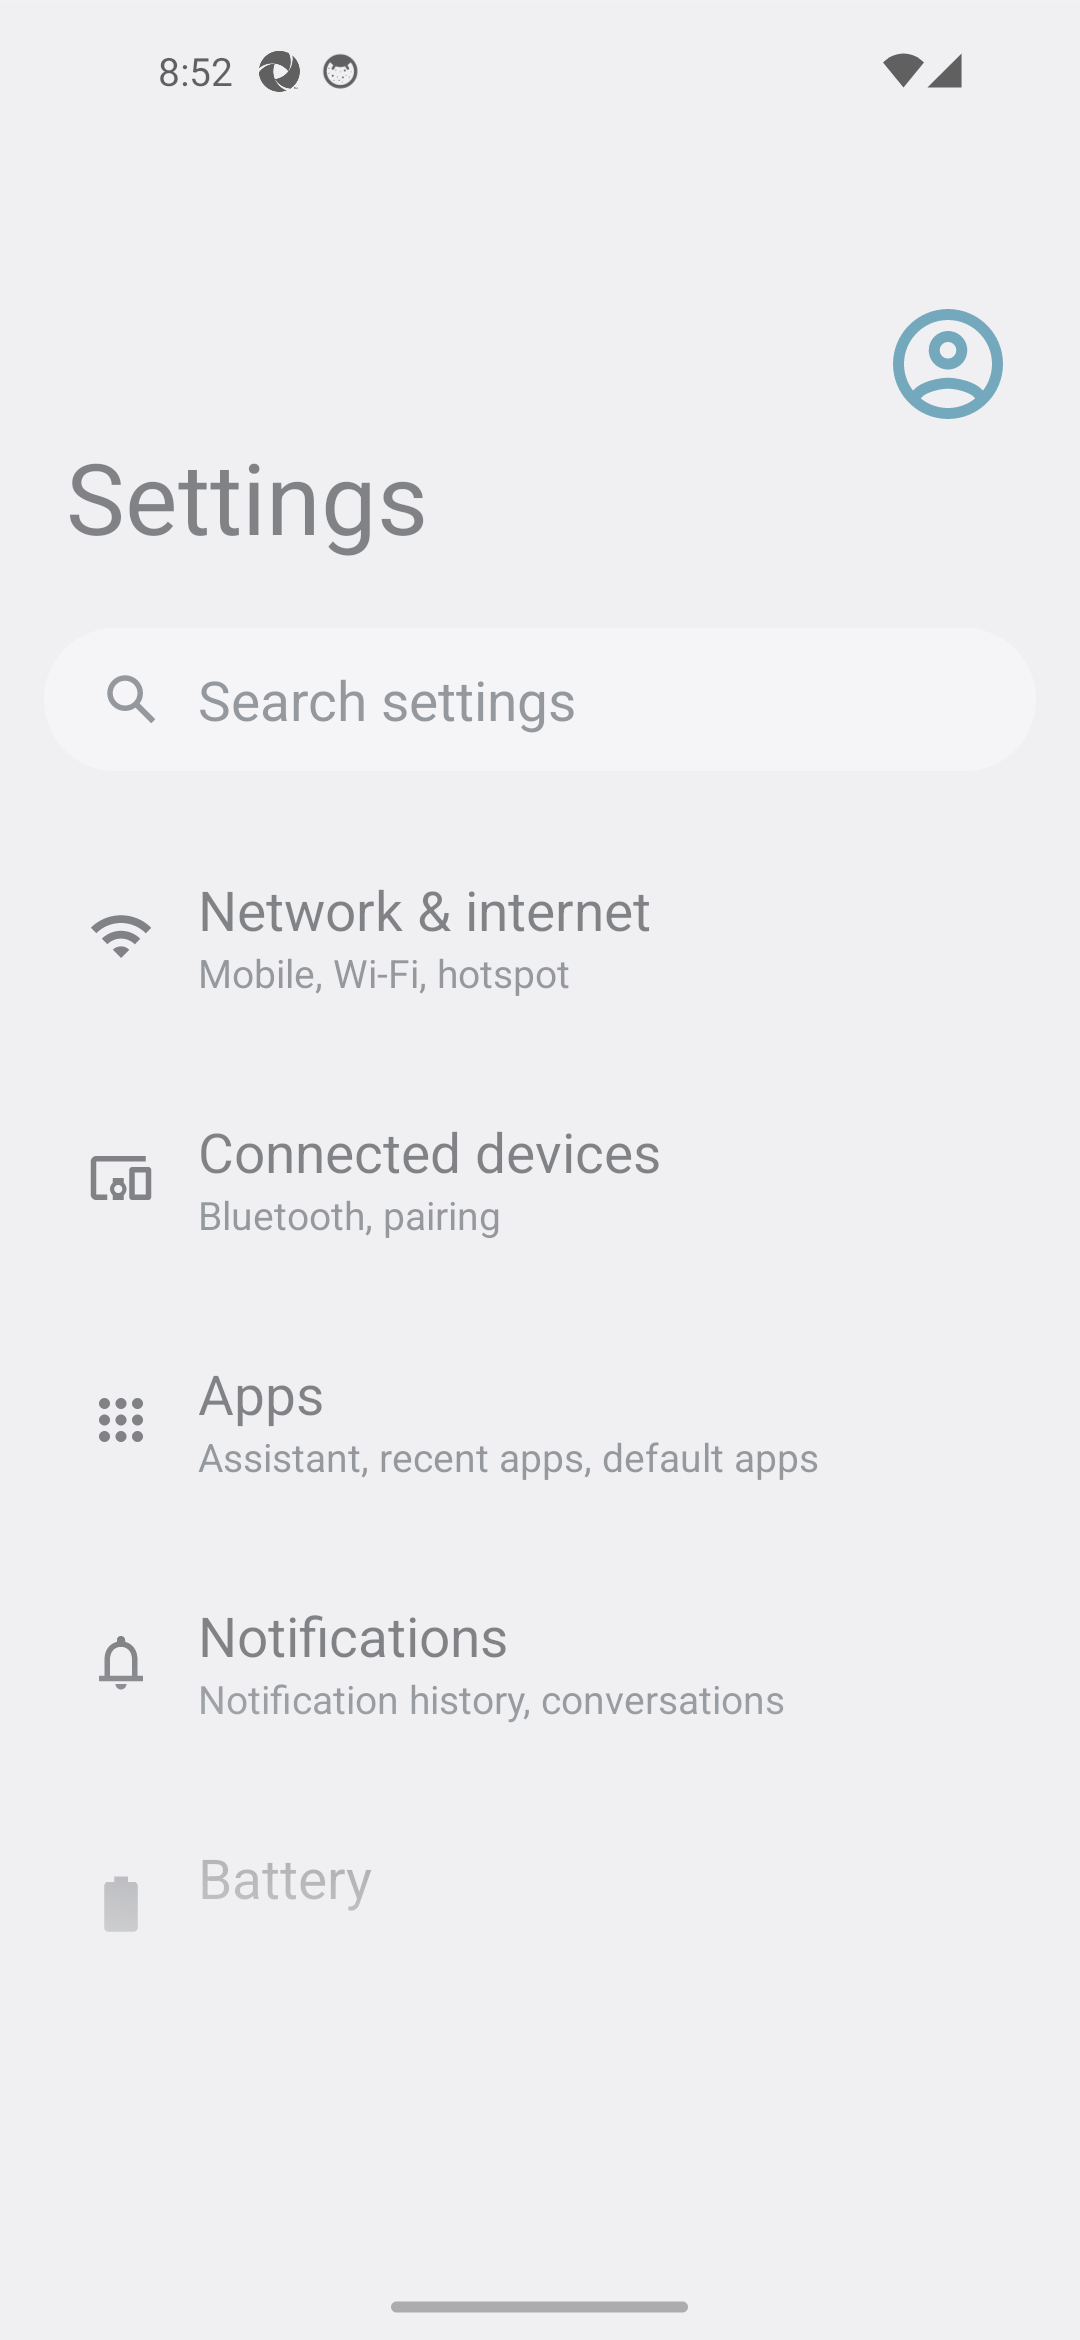 8:52
Settings
Search settings
Network & internet
Mobile, Wi-Fi, hotspot
Connected devices
Bluetooth, pairing
Apps
Assistant, recent apps, default apps
Notifications
Notification history, conversations
Battery